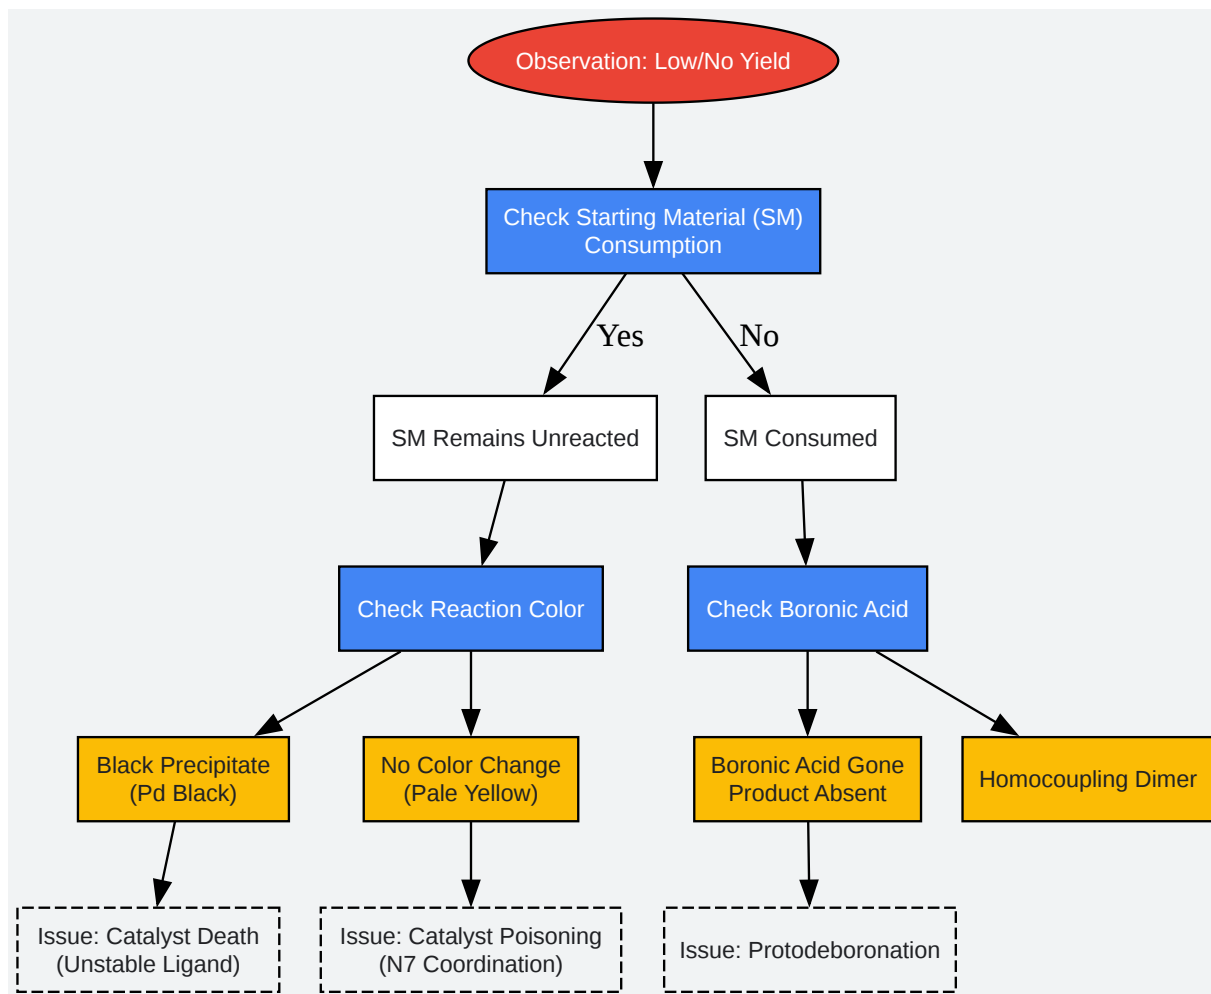 Observation: Low/No Yield
Check Starting Material (SM)
Consumption
Yes
No
SM Remains Unreacted
SM Consumed
Check Reaction Color
Check Boronic Acid
Black Precipitate
(Pd Black)
No Color Change
(Pale Yellow)
Boronic Acid Gone
Product Absent
Homocoupling Dimer
Issue: Catalyst Death
(Unstable Ligand)
Issue: Catalyst Poisoning
(N7 Coordination)
Issue: Protodeboronation